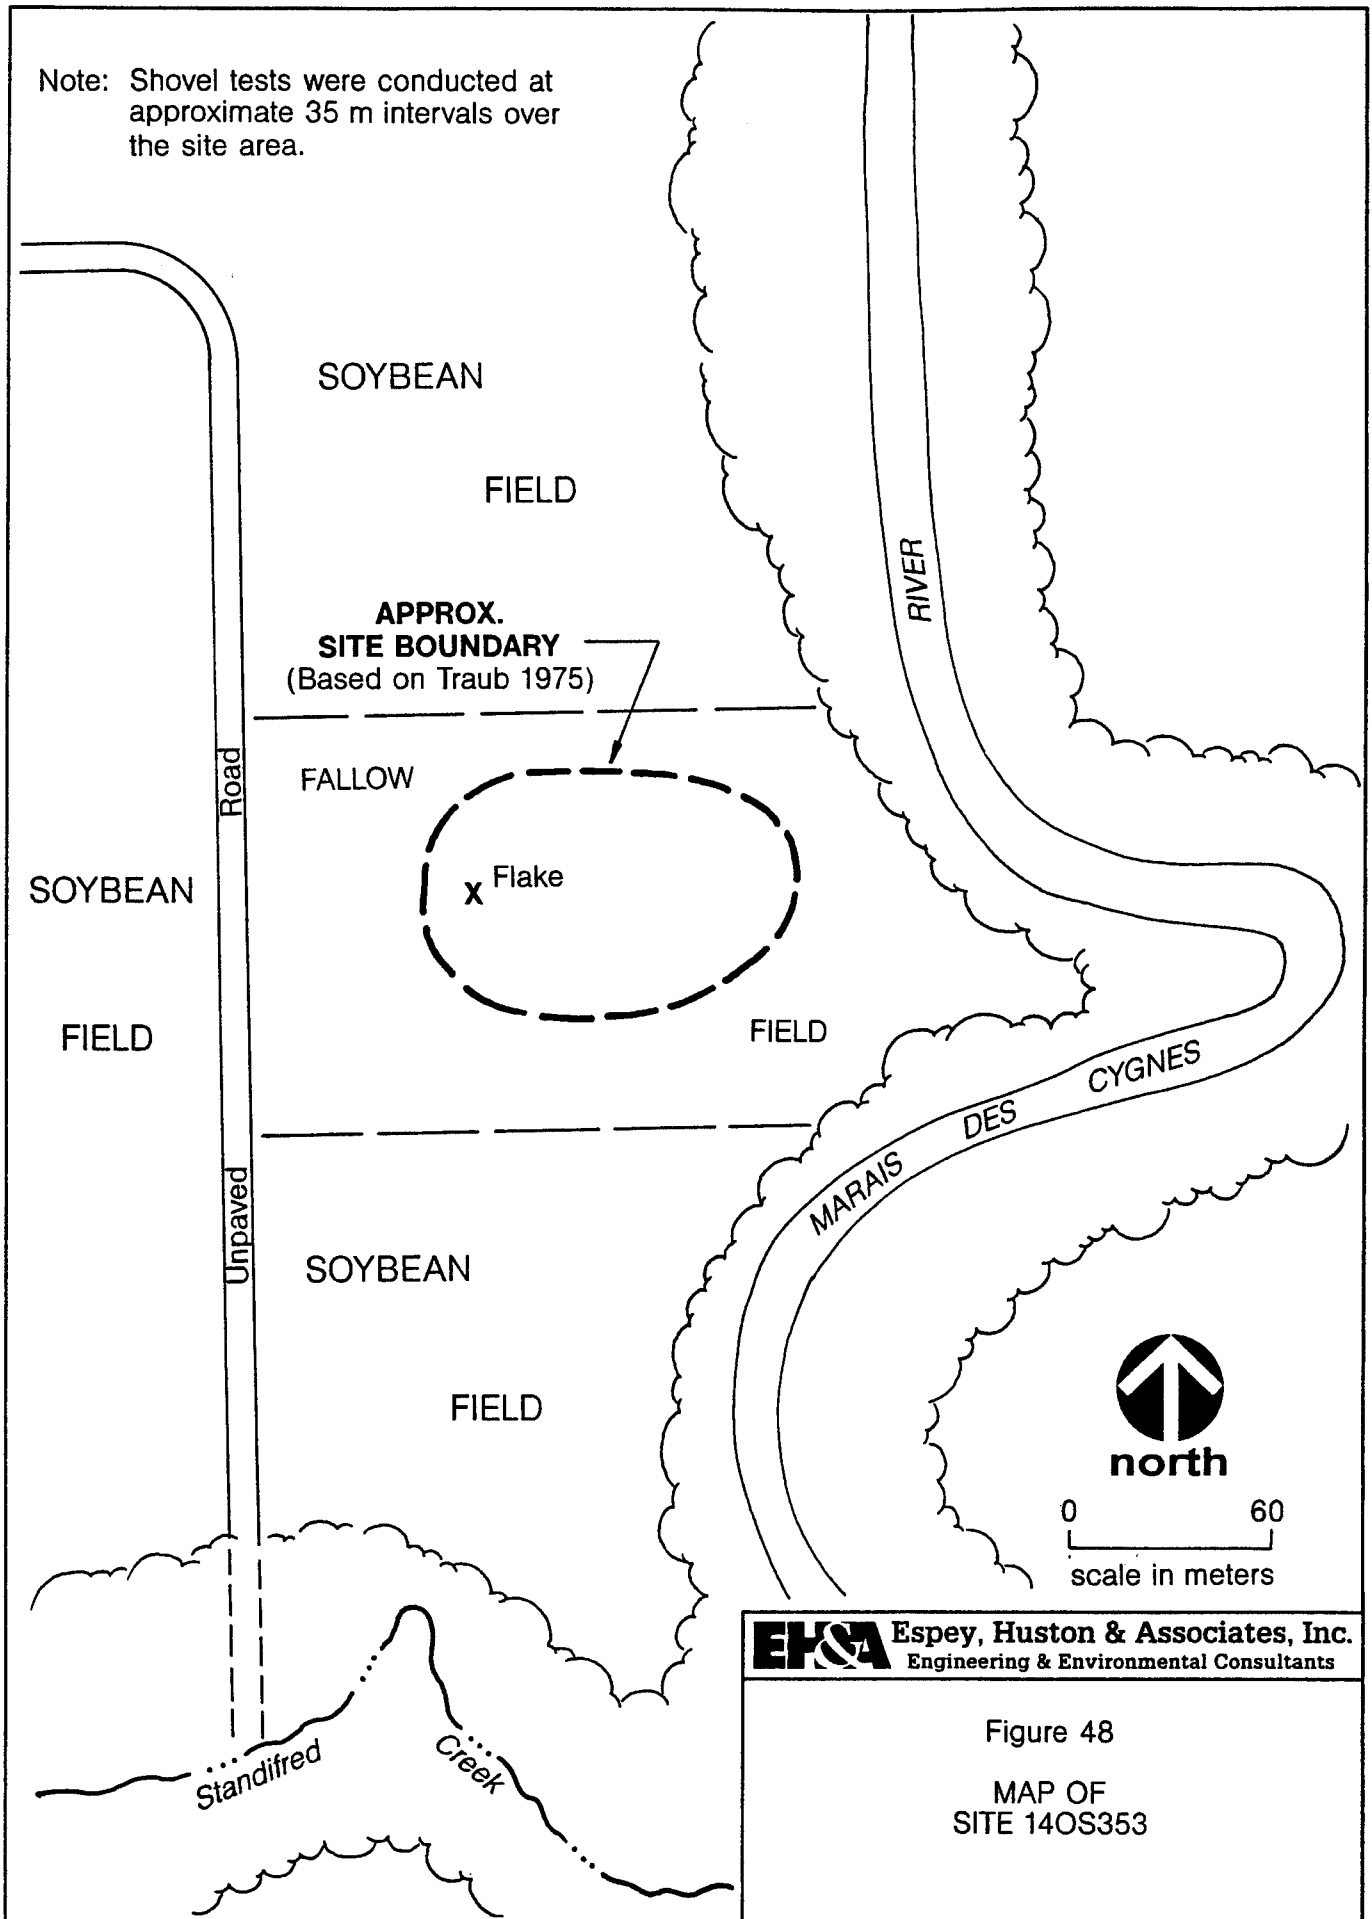 Note: Shovel tests were conducted at
approximate 35 m intervals over
the site area.
SOYBEAN
FIELD
RIVER
APPROX.
SITE BOUNDARY
(Based on Traub 1975)
Road
FALLOW
X Flake
SOYBEAN
FIELD
FIELD
MARAIS DES CYGNES
Unpaved
SOYBEAN
FIELD
north
0 60
scale in meters
Standifred Creek
EH&A Espey, Huston & Associates, Inc.
Engineering & Environmental Consultants
Figure 48
MAP OF
SITE 14OS353